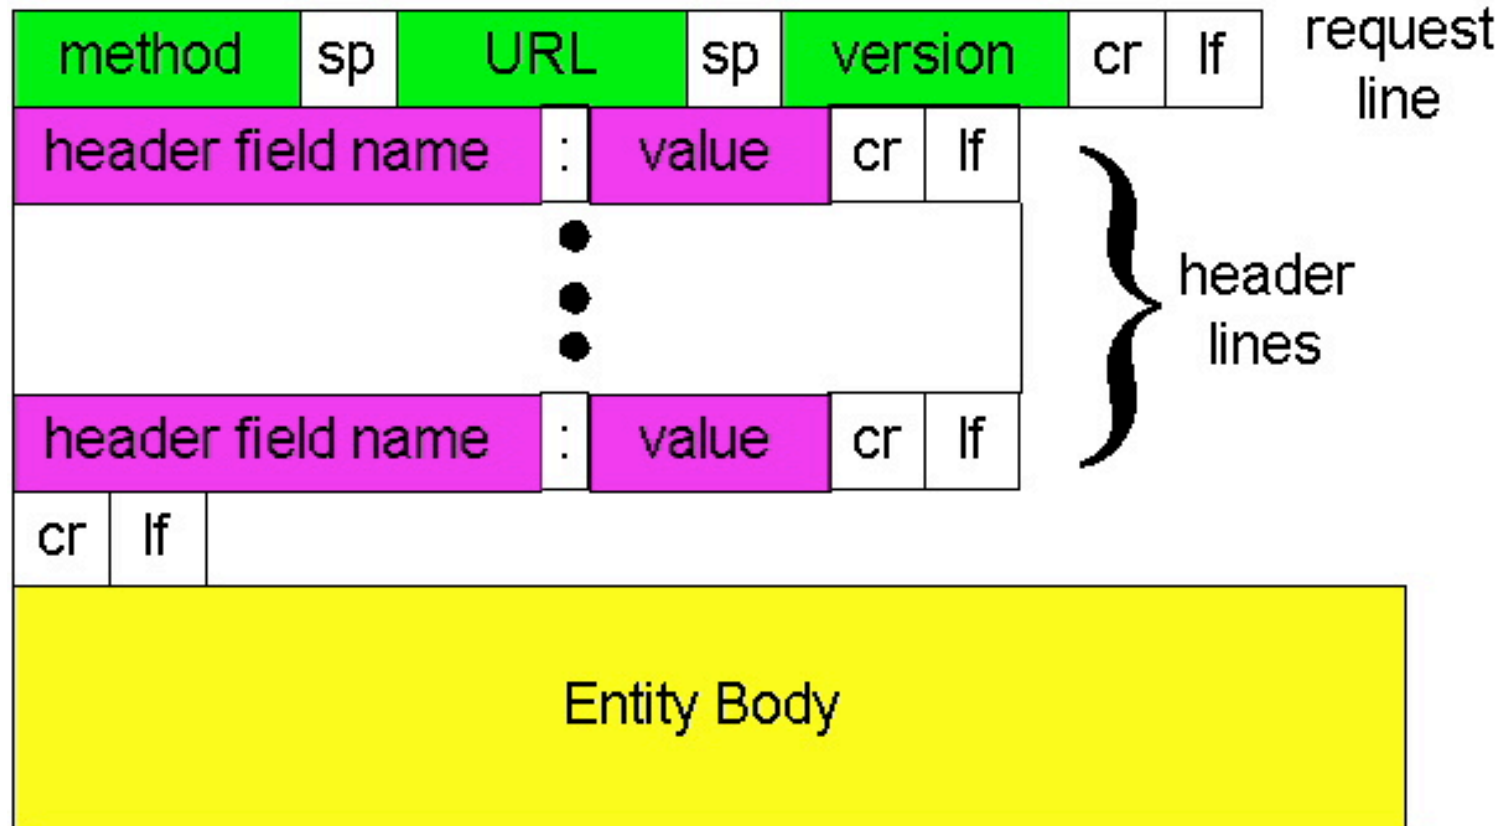 method sp URL sp version cr lf
request
line
header field name : value cr lf
header
lines
header field name : value cr lf
cr lf
Entity Body